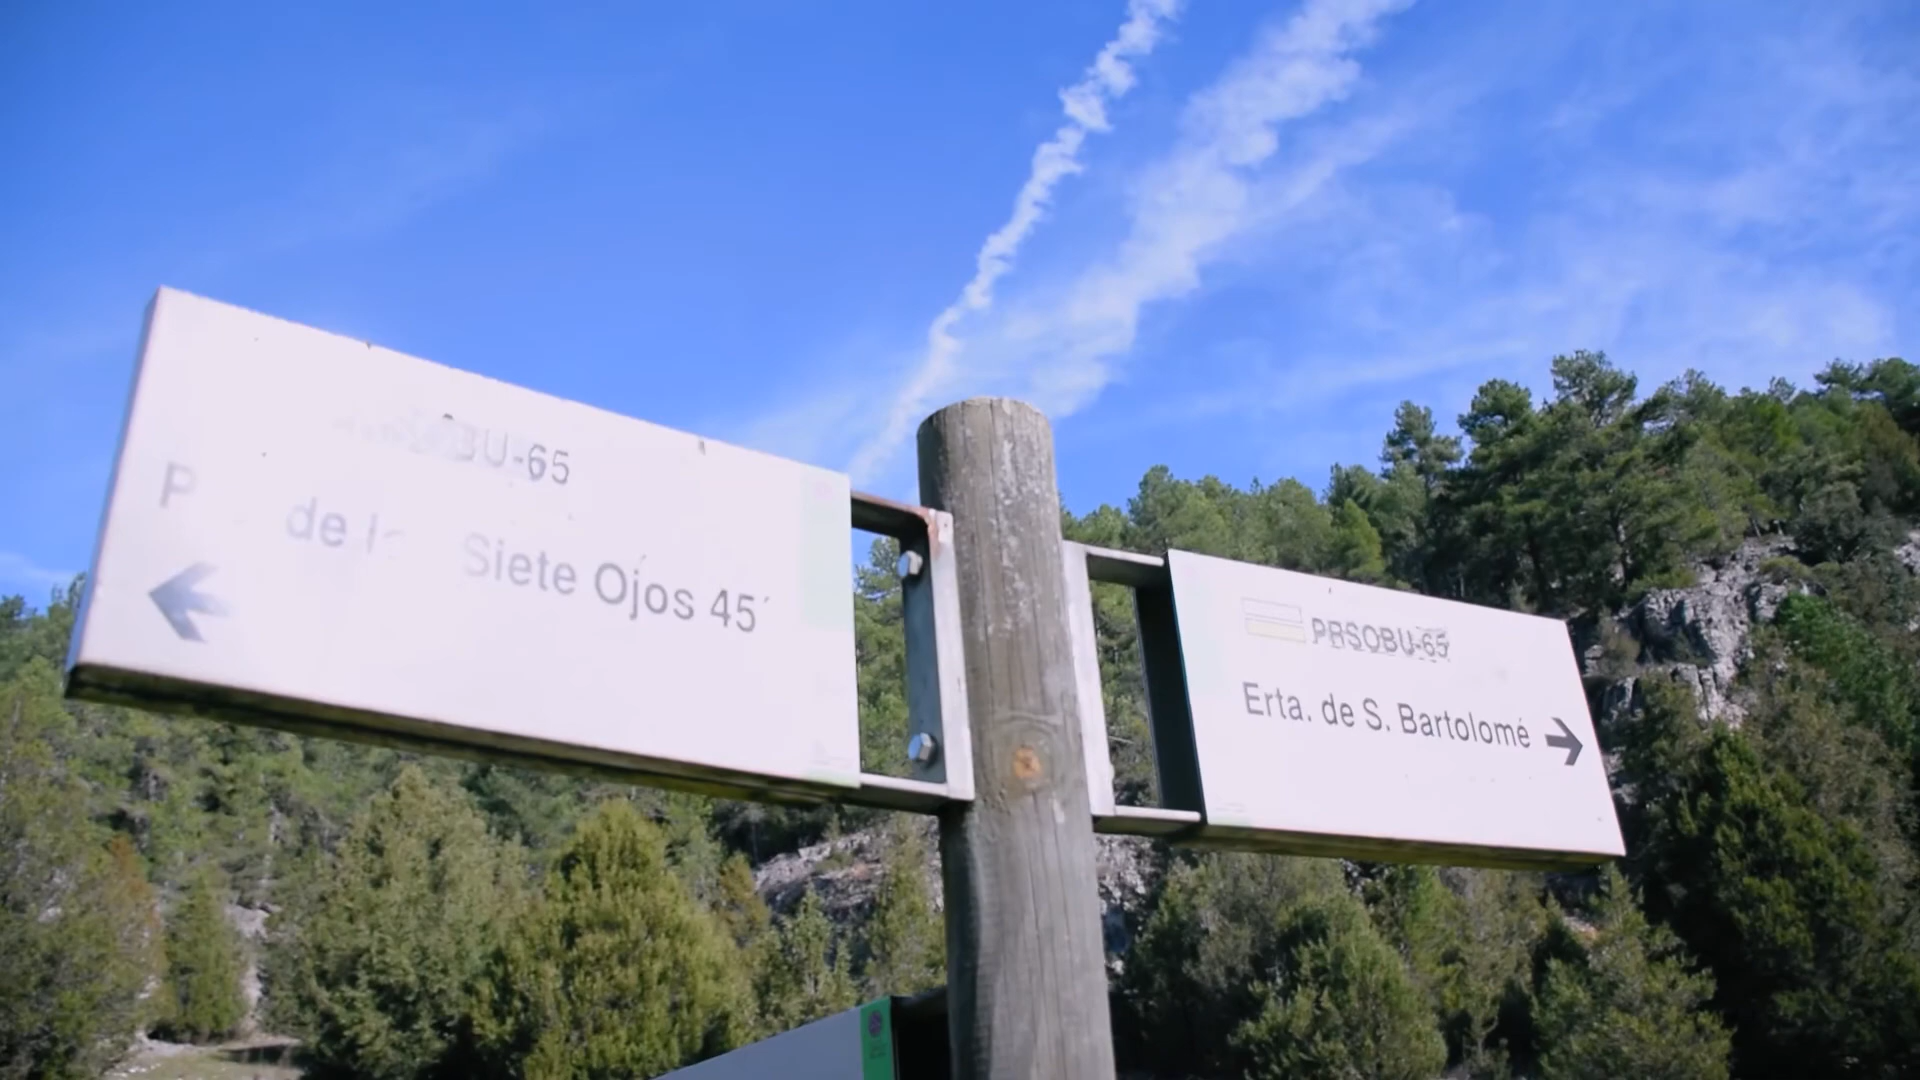 BU-65
de Siete Ojos 45´
PRSOBU-65
Erta. de S. Bartolomé